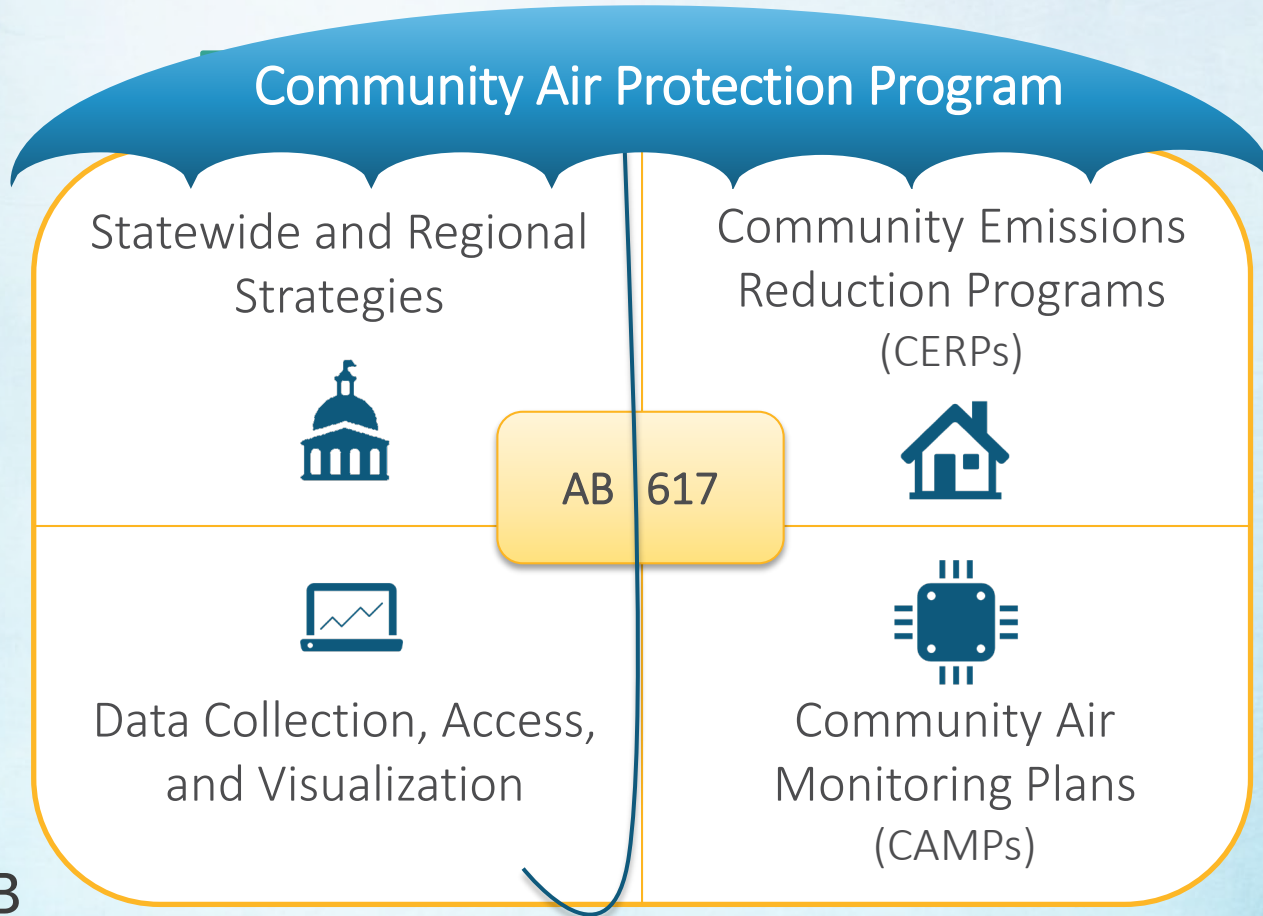 Community Air Protection Program
Statewide and Regional
Strategies
Community Emissions
Reduction Programs
(CERPs)
AB 617
Data Collection, Access,
and Visualization
Community Air
Monitoring Plans
(CAMPs)